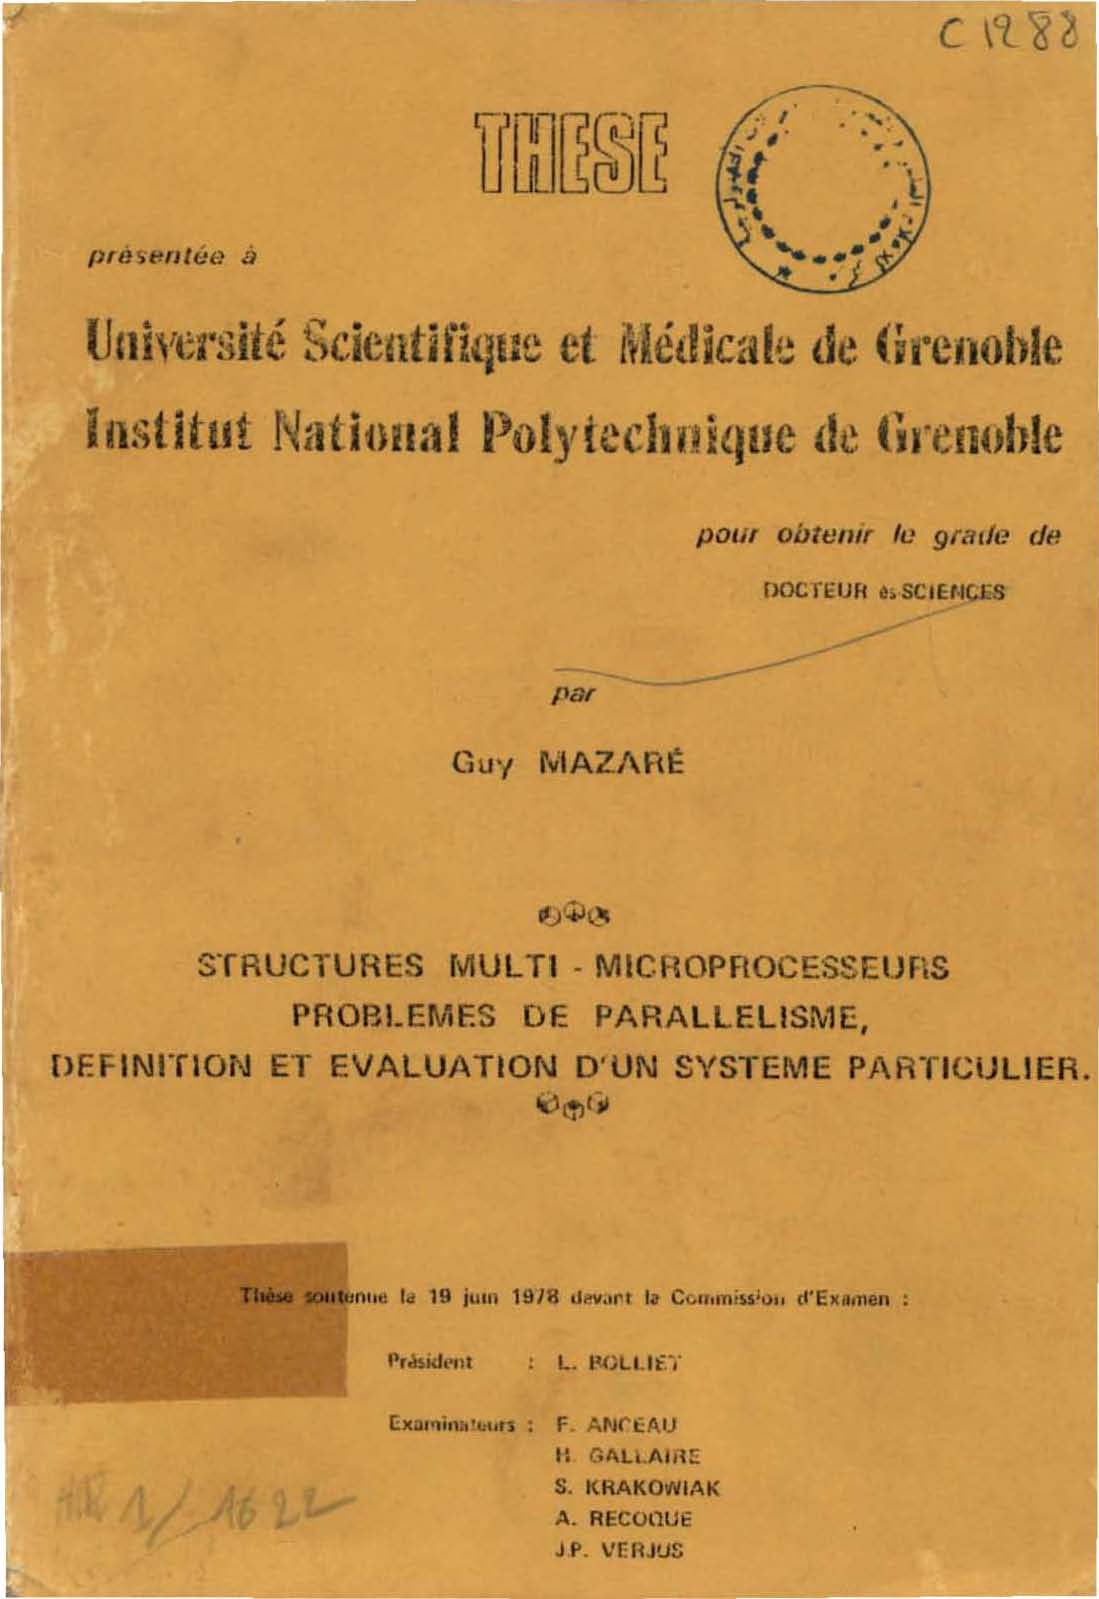 C 1288
THESE
présentée à
Université Scientifique et Médicale de Grenoble
Institut National Polytechnique de Grenoble
pour obtenir le grade de
DOCTEUR ès-SCIENCES
par
Guy MAZARÉ
STRUCTURES MULTI - MICROPROCESSEURS
PROBLEMES DE PARALLELISME,
DEFINITION ET EVALUATION D'UN SYSTEME PARTICULIER.
Thèse soutenue le 19 juin 1978 devant la Commission d'Examen :
Président : L. BOLLIET
Examinateurs : F. ANCEAU
H. GALLAIRE
S. KRAKOWIAK
A. RECOQUE
J.P. VERJUS
1/1622